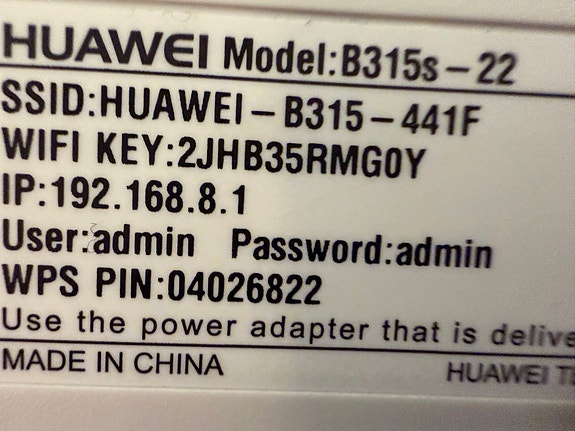 HUAWEI Model:B315s-22
SSID:HUAWEI-B315-441F
WIFI KEY:2JHB35RMG0Y
IP:192.168.8.1
User:admin Password:admin
WPS PIN:04026822
Use the power adapter that is
MADE IN CHINA HUAWEI